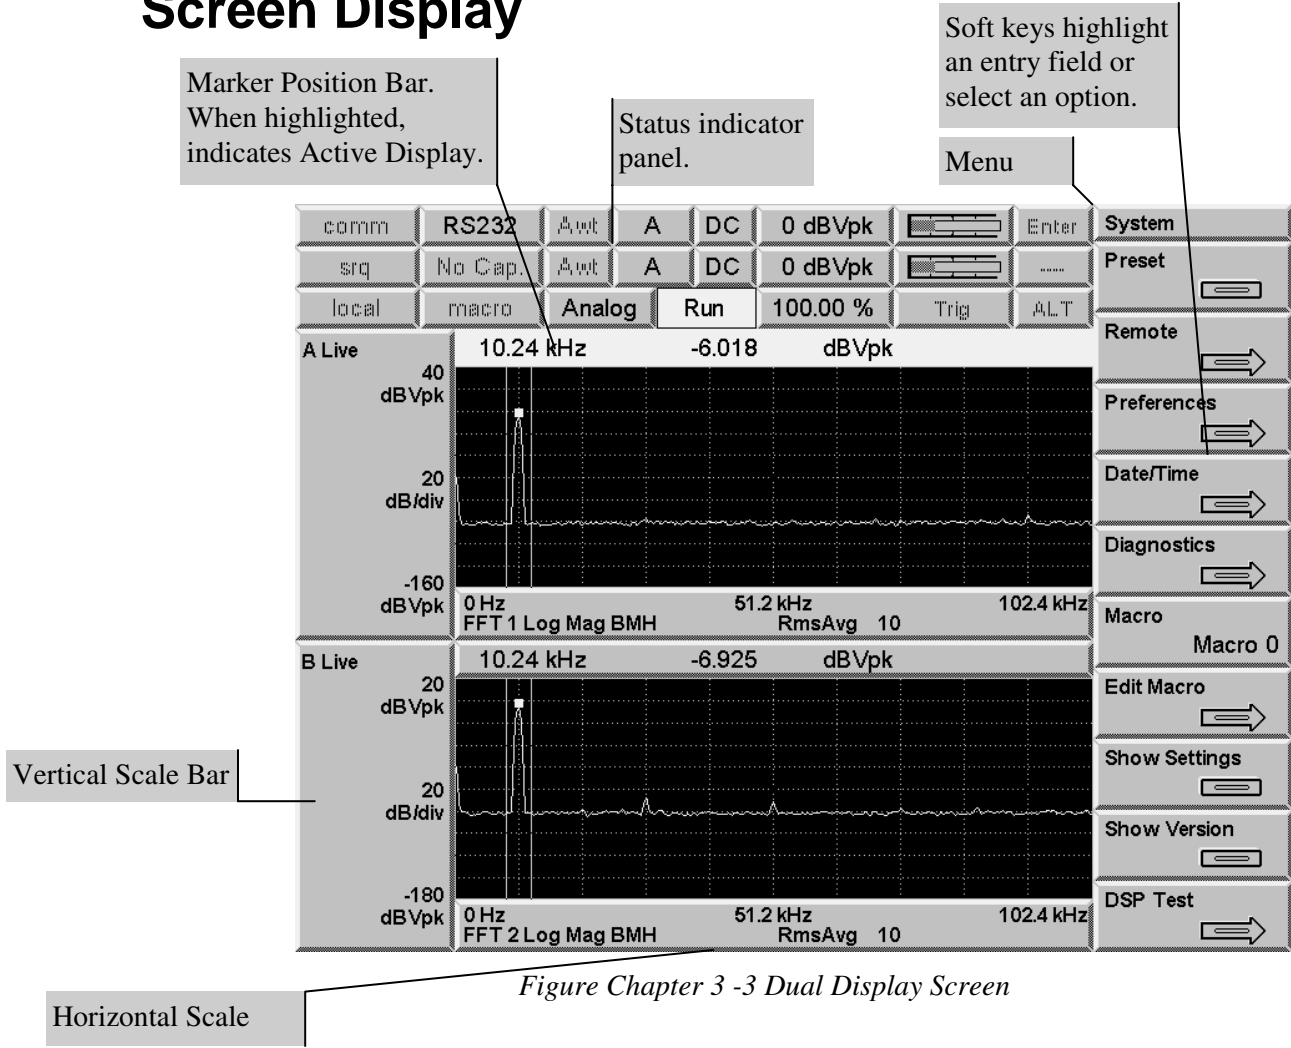 Screen Display
Soft keys highlight
an entry field or
select an option.
Marker Position Bar.
When highlighted,
indicates Active Display.
Status indicator
panel.
Menu
comm RS232 Awt A DC 0 dBVpk Enter
srq No Cap. Awt A DC 0 dBVpk ----
local macro Analog Run 100.00 % Trig ALT
System
Preset
Remote
Preferences
Date/Time
Diagnostics
Macro
Macro 0
Edit Macro
Show Settings
Show Version
DSP Test
A Live
10.24 kHz -6.018 dBVpk
40
dBVpk
20
dB/div
-160
dBVpk
0 Hz 51.2 kHz 102.4 kHz
FFT 1 Log Mag BMH RmsAvg 10
B Live
10.24 kHz -6.925 dBVpk
20
dBVpk
20
dB/div
-180
dBVpk
0 Hz 51.2 kHz 102.4 kHz
FFT 2 Log Mag BMH RmsAvg 10
Vertical Scale Bar
Horizontal Scale
Figure Chapter 3 -3 Dual Display Screen